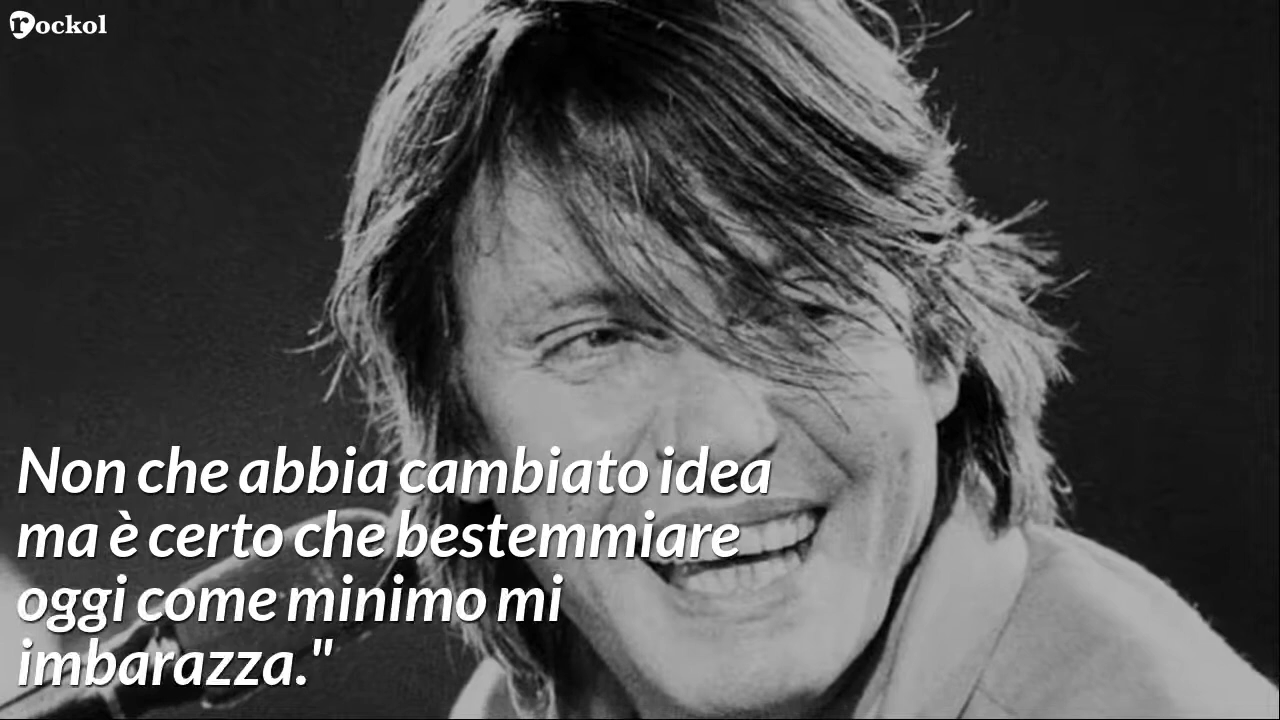 rockol
Non che abbia cambiato idea
ma è certo che bestemmiare
oggi come minimo mi
imbarazza."